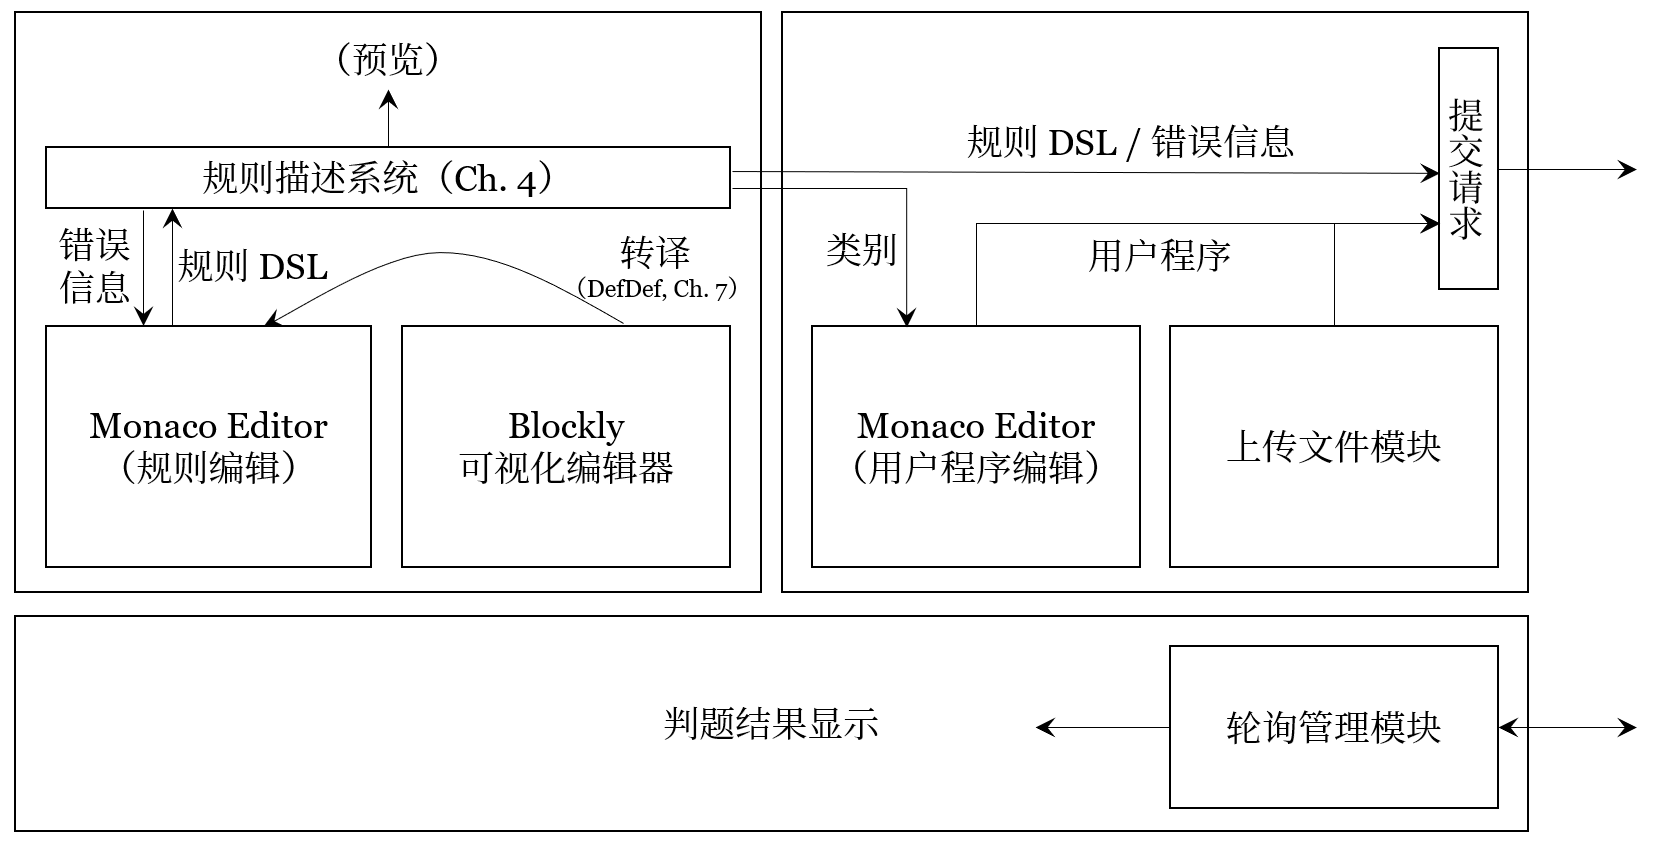 （预览）
规则描述系统（Ch. 4）
错误
信息
规则 DSL
转译
（DefDef, Ch. 7）
Monaco Editor
（规则编辑）
Blockly
可视化编辑器
规则 DSL / 错误信息
提交请求
类别
用户程序
Monaco Editor
（用户程序编辑）
上传文件模块
判题结果显示
轮询管理模块